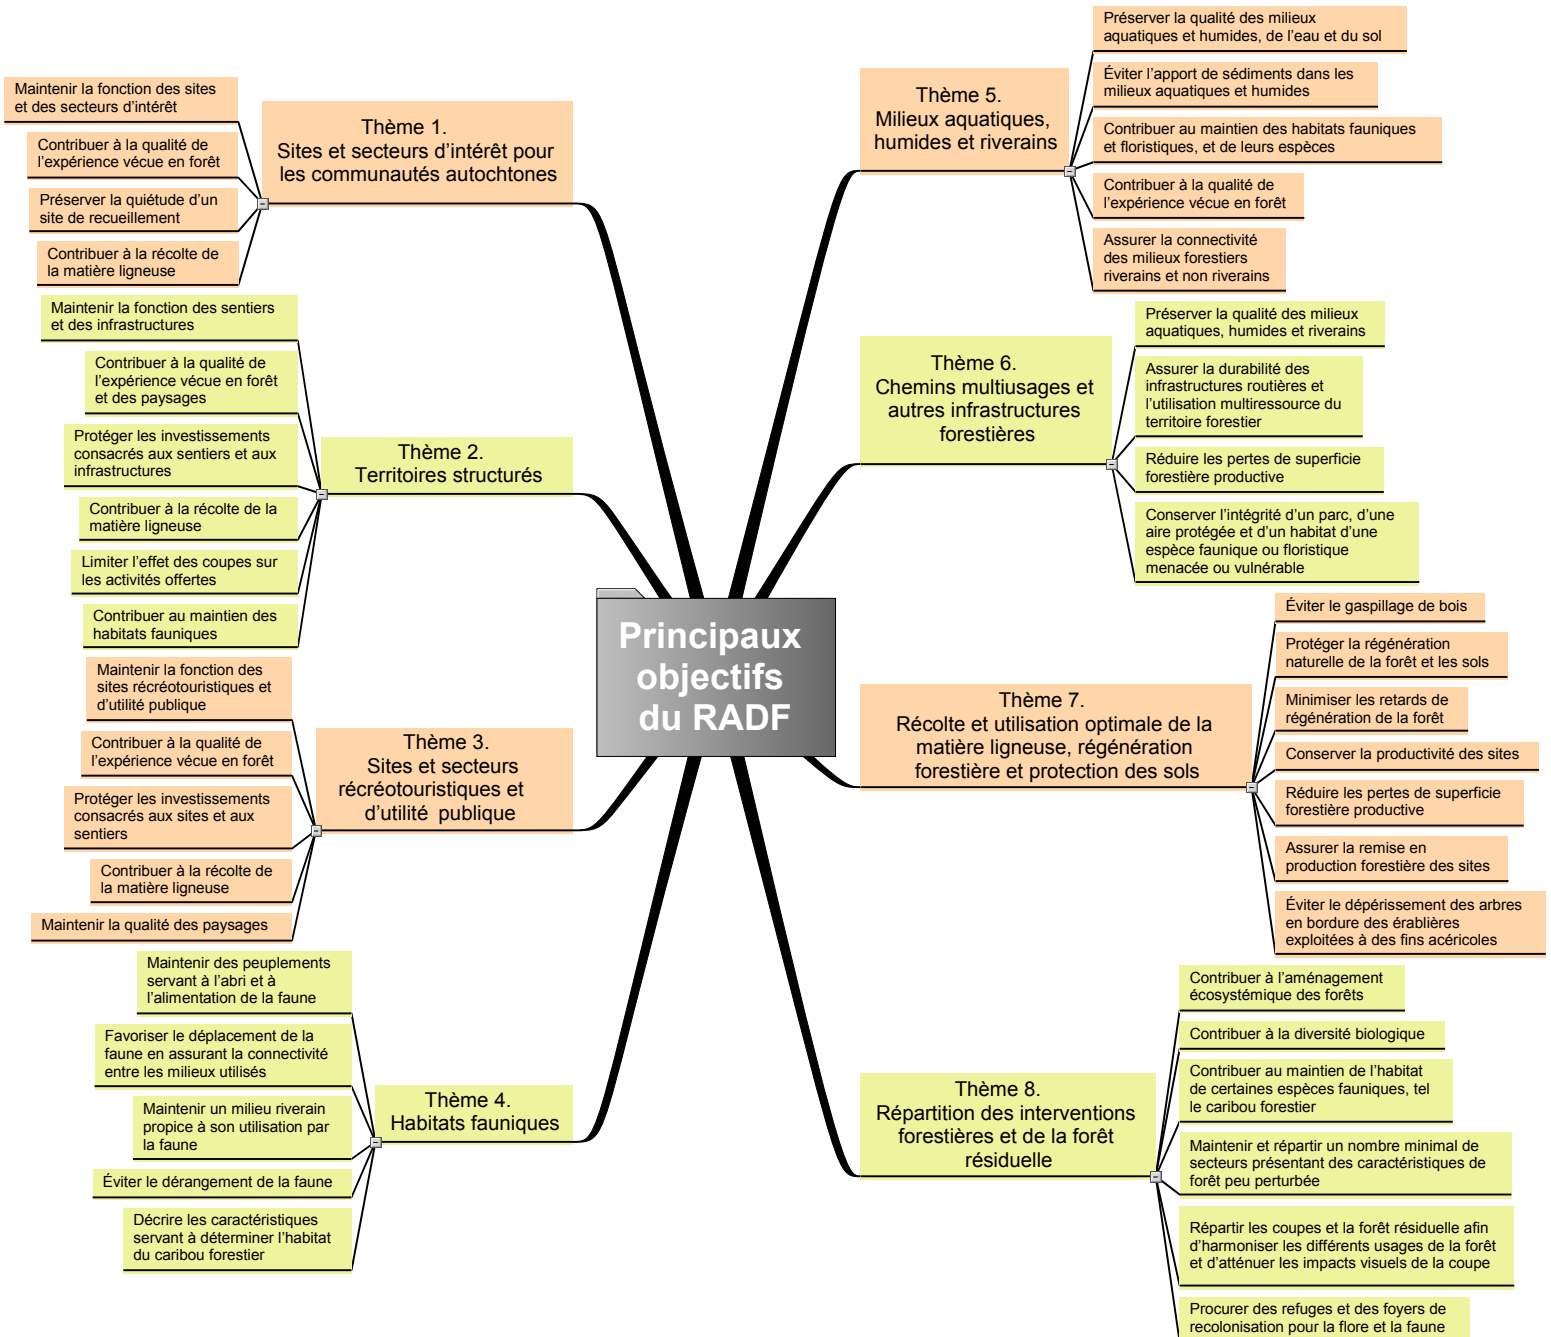 Principaux
objectifs
du RADF
Thème 1.
Sites et secteurs d’intérêt pour
les communautés autochtones
Maintenir la fonction des sites
et des secteurs d’intérêt
Contribuer à la qualité de
l’expérience vécue en forêt
Préserver la quiétude d’un
site de recueillement
Contribuer à la récolte de
la matière ligneuse
Thème 2.
Territoires structurés
Maintenir la fonction des sentiers
et des infrastructures
Contribuer à la qualité de
l’expérience vécue en forêt
et des paysages
Protéger les investissements
consacrés aux sentiers et aux
infrastructures
Contribuer à la récolte de la
matière ligneuse
Limiter l’effet des coupes sur
les activités offertes
Contribuer au maintien des
habitats fauniques
Thème 3.
Sites et secteurs
récréotouristiques et
d’utilité publique
Maintenir la fonction des
sites récréotouristiques et
d’utilité publique
Contribuer à la qualité de
l’expérience vécue en forêt
Protéger les investissements
consacrés aux sites et aux
sentiers
Contribuer à la récolte de
la matière ligneuse
Maintenir la qualité des paysages
Thème 4.
Habitats fauniques
Maintenir des peuplements
servant à l’abri et à
l’alimentation de la faune
Favoriser le déplacement de la
faune en assurant la connectivité
entre les milieux utilisés
Maintenir un milieu riverain
propice à son utilisation par
la faune
Éviter le dérangement de la faune
Décrire les caractéristiques
servant à déterminer l’habitat
du caribou forestier
Thème 5.
Milieux aquatiques,
humides et riverains
Préserver la qualité des milieux
aquatiques et humides, de l’eau et du sol
Éviter l’apport de sédiments dans les
milieux aquatiques et humides
Contribuer au maintien des habitats fauniques
et floristiques, et de leurs espèces
Contribuer à la qualité de
l’expérience vécue en forêt
Assurer la connectivité
des milieux forestiers
riverains et non riverains
Thème 6.
Chemins multiusages et
autres infrastructures
forestières
Préserver la qualité des milieux
aquatiques, humides et riverains
Assurer la durabilité des
infrastructures routières et
l’utilisation multiressource du
territoire forestier
Réduire les pertes de superficie
forestière productive
Conserver l’intégrité d’un parc, d’une
aire protégée et d’un habitat d’une
espèce faunique ou floristique
menacée ou vulnérable
Thème 7.
Récolte et utilisation optimale de la
matière ligneuse, régénération
forestière et protection des sols
Éviter le gaspillage de bois
Protéger la régénération
naturelle de la forêt et les sols
Minimiser les retards de
régénération de la forêt
Conserver la productivité des sites
Réduire les pertes de superficie
forestière productive
Assurer la remise en
production forestière des sites
Éviter le dépérissement des arbres
en bordure des érablières
exploitées à des fins acéricoles
Thème 8.
Répartition des interventions
forestières et de la forêt
résiduelle
Contribuer à l’aménagement
écosystémique des forêts
Contribuer à la diversité biologique
Contribuer au maintien de l’habitat
de certaines espèces fauniques, tel
le caribou forestier
Maintenir et répartir un nombre minimal de
secteurs présentant des caractéristiques de
forêt peu perturbée
Répartir les coupes et la forêt résiduelle afin
d’harmoniser les différents usages de la forêt
et d’atténuer les impacts visuels de la coupe
Procurer des refuges et des foyers de
recolonisation pour la flore et la faune